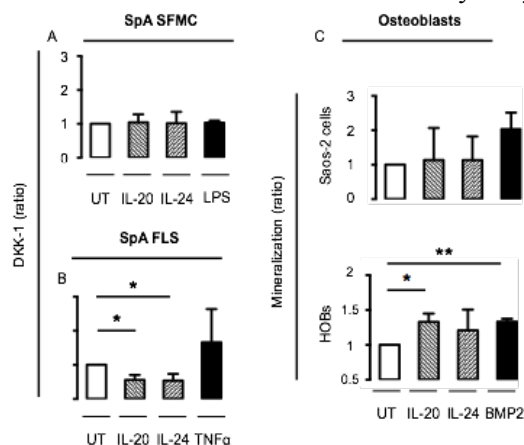 SpA SFMC
A
3
2
1
0
UT IL-20 IL-24 LPS
DKK-1 (ratio)
SpA FLS
B
*
*
UT IL-20 IL-24 TNFα
C
Osteoblasts
Mineralization (ratio)
Saos-2 cells
3
2
1
0
HOBs
**
*
2
1.5
1
0.5
UT IL-20 IL-24 BMP2